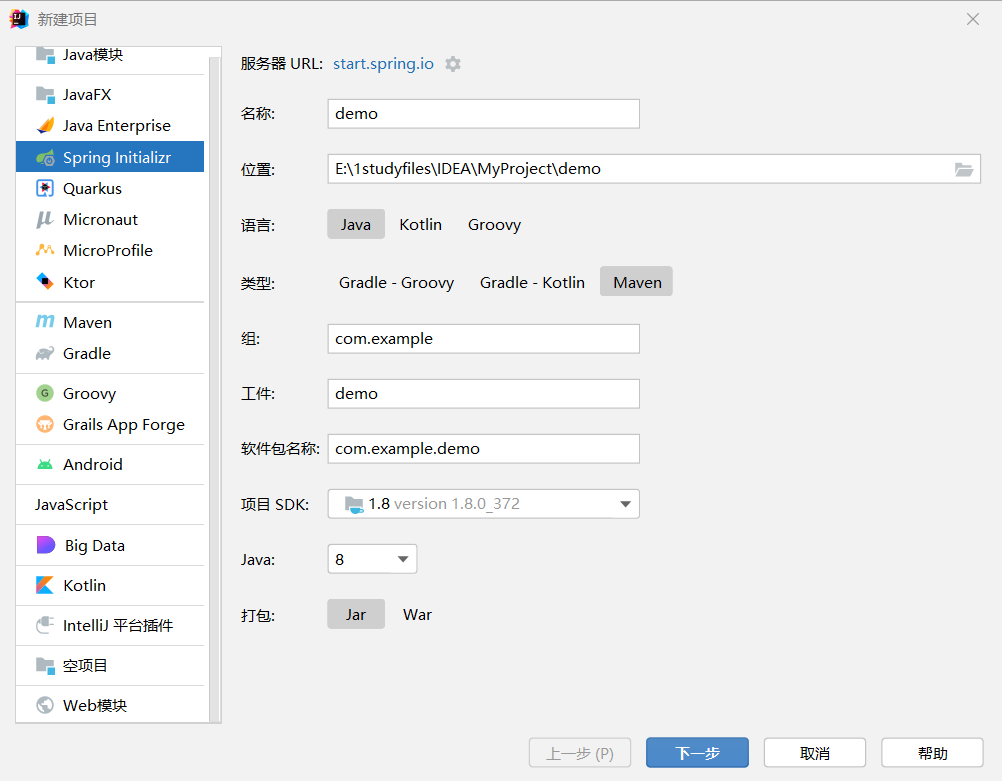 新建项目
Java模块
JavaFX
Java Enterprise
Spring Initializr
Quarkus
Micronaut
MicroProfile
Ktor
Maven
Gradle
Groovy
Grails App Forge
Android
JavaScript
Big Data
Kotlin
IntelliJ 平台插件
空项目
Web模块
服务器 URL: start.spring.io
名称: demo
位置: E:\1studyfiles\IDEA\MyProject\demo
语言: Java Kotlin Groovy
类型: Gradle - Groovy Gradle - Kotlin Maven
组: com.example
工件: demo
软件包名称: com.example.demo
项目 SDK: 1.8 version 1.8.0_372
Java: 8
打包: Jar War
上一步 (P) 下一步 取消 帮助